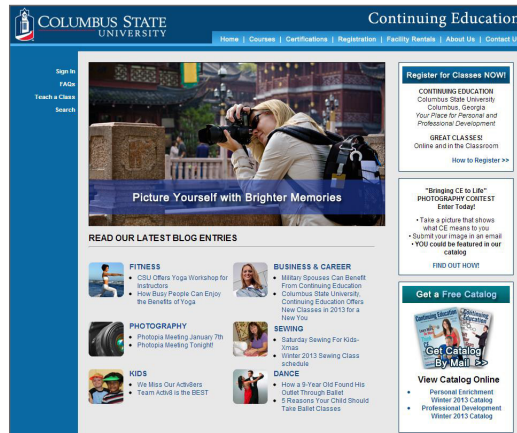 COLUMBUS STATE
UNIVERSITY
Continuing Education
Home | Courses | Certifications | Registration | Facility Rentals | About Us | Contact U
Sign In
FAQs
Teach a Class
Search
Picture Yourself with Brighter Memories
READ OUR LATEST BLOG ENTRIES
FITNESS
• CSU Offers Yoga Workshop for
Instructors
• How Busy People Can Enjoy
the Benefits of Yoga
BUSINESS & CAREER
• Military Spouses Can Benefit
From Continuing Education
• Columbus State University,
Continuing Education Offers
New Classes in 2013 for a
New You
PHOTOGRAPHY
• Photopia Meeting January 7th
• Photopia Meeting Tonight!
SEWING
• Saturday Sewing For Kids-
Xmas
• Winter 2013 Sewing Class
schedule
KIDS
• We Miss Our Activ8ers
• Team Activ8 is the BEST
DANCE
• How a 9-Year Old Found His
Outlet Through Ballet
• 5 Reasons Your Child Should
Take Ballet Classes
Register for Classes NOW!
CONTINUING EDUCATION
Columbus State University
Columbus, Georgia
Your Place for Personal and
Professional Development
GREAT CLASSES!
Online and in the Classroom
How to Register >>
"Bringing CE to Life"
PHOTOGRAPHY CONTEST
Enter Today!
• Take a picture that shows
what CE means to you
• Submit your image in an email
• YOU could be featured in our
catalog
FIND OUT HOW!
Get a Free Catalog
Continuing Education
Continuing Education
Get Catalog
By Mail >>
View Catalog Online
• Personal Enrichment
Winter 2013 Catalog
• Professional Development
Winter 2013 Catalog